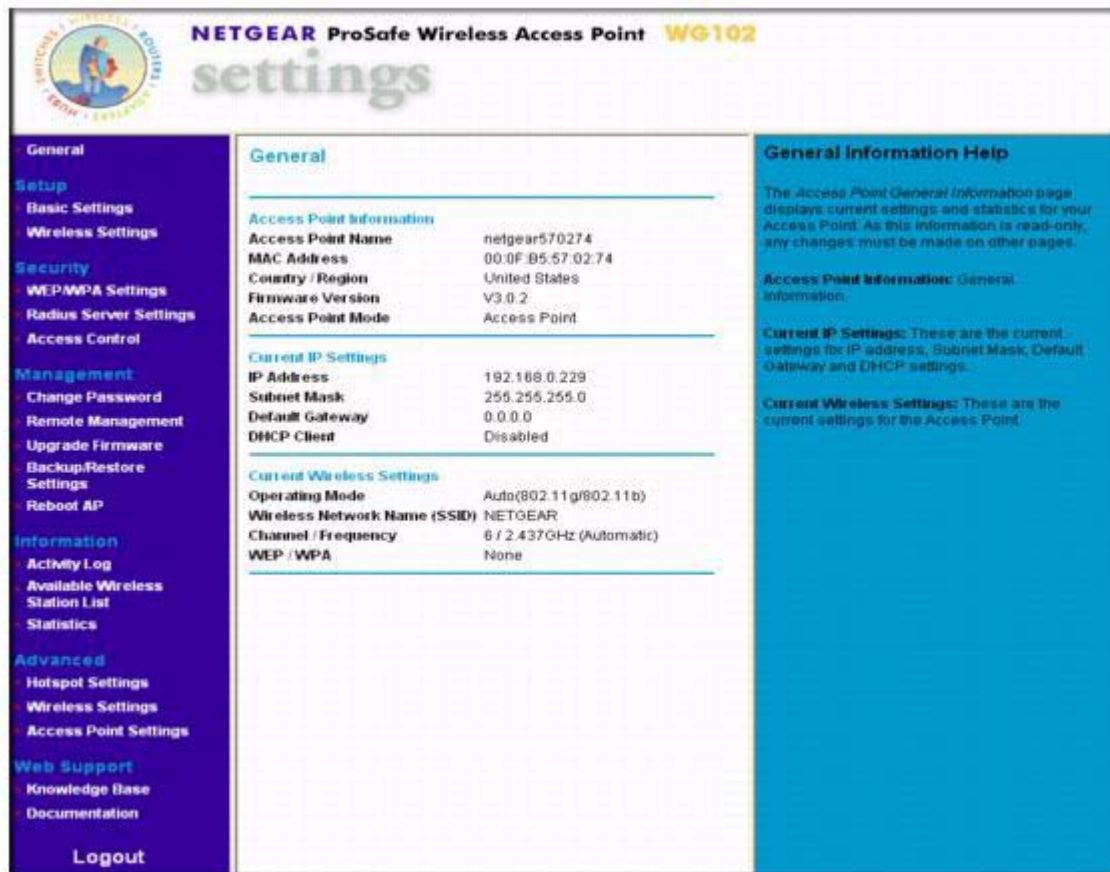 SWITCHES WIRELESS ROUTERS ADAPTERS HUBS
NETGEAR ProSafe Wireless Access Point WG102
settings
General
Setup
Basic Settings
Wireless Settings
Security
WEP/WPA Settings
Radius Server Settings
Access Control
Management
Change Password
Remote Management
Upgrade Firmware
Backup/Restore
Settings
Reboot AP
Information
Activity Log
Available Wireless
Station List
Statistics
Advanced
Hotspot Settings
Wireless Settings
Access Point Settings
Web Support
Knowledge Base
Documentation
Logout
General
Access Point Information
Access Point Name netgear570274
MAC Address 00:0F:B5:57:02:74
Country / Region United States
Firmware Version V3.0.2
Access Point Mode Access Point
Current IP Settings
IP Address 192.168.0.229
Subnet Mask 255.255.255.0
Default Gateway 0.0.0.0
DHCP Client Disabled
Current Wireless Settings
Operating Mode Auto(802.11g/802.11b)
Wireless Network Name (SSID) NETGEAR
Channel / Frequency 6 / 2.437GHz (Automatic)
WEP / WPA None
General Information Help
The Access Point General Information page
displays current settings and statistics for your
Access Point. As this information is read-only,
any changes must be made on other pages.
Access Point Information: General
Information.
Current IP Settings: These are the current
settings for IP address, Subnet Mask, Default
Gateway and DHCP settings.
Current Wireless Settings: These are the
current settings for the Access Point.